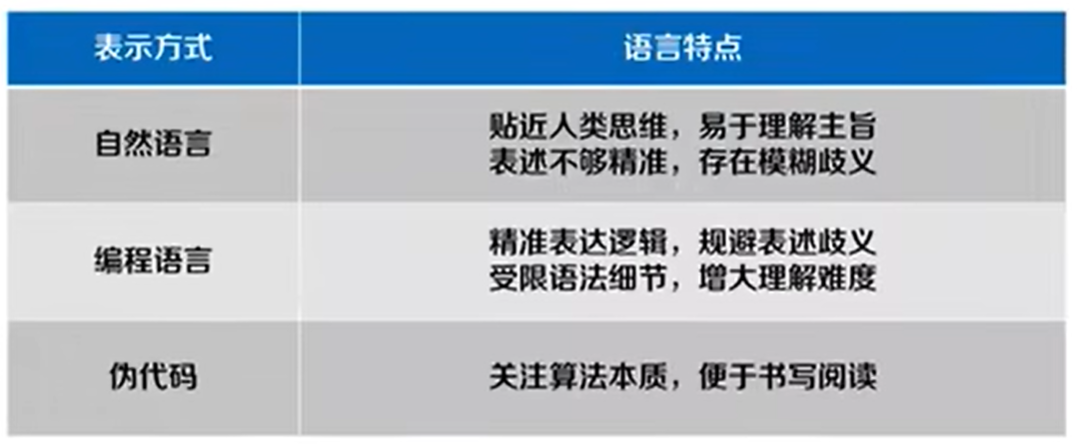 表示方式
语言特点
自然语言
贴近人类思维，易于理解主旨
表述不够精准，存在模糊歧义
编程语言
精准表达逻辑，规避表述歧义
受限语法细节，增大理解难度
伪代码
关注算法本质，便于书写阅读